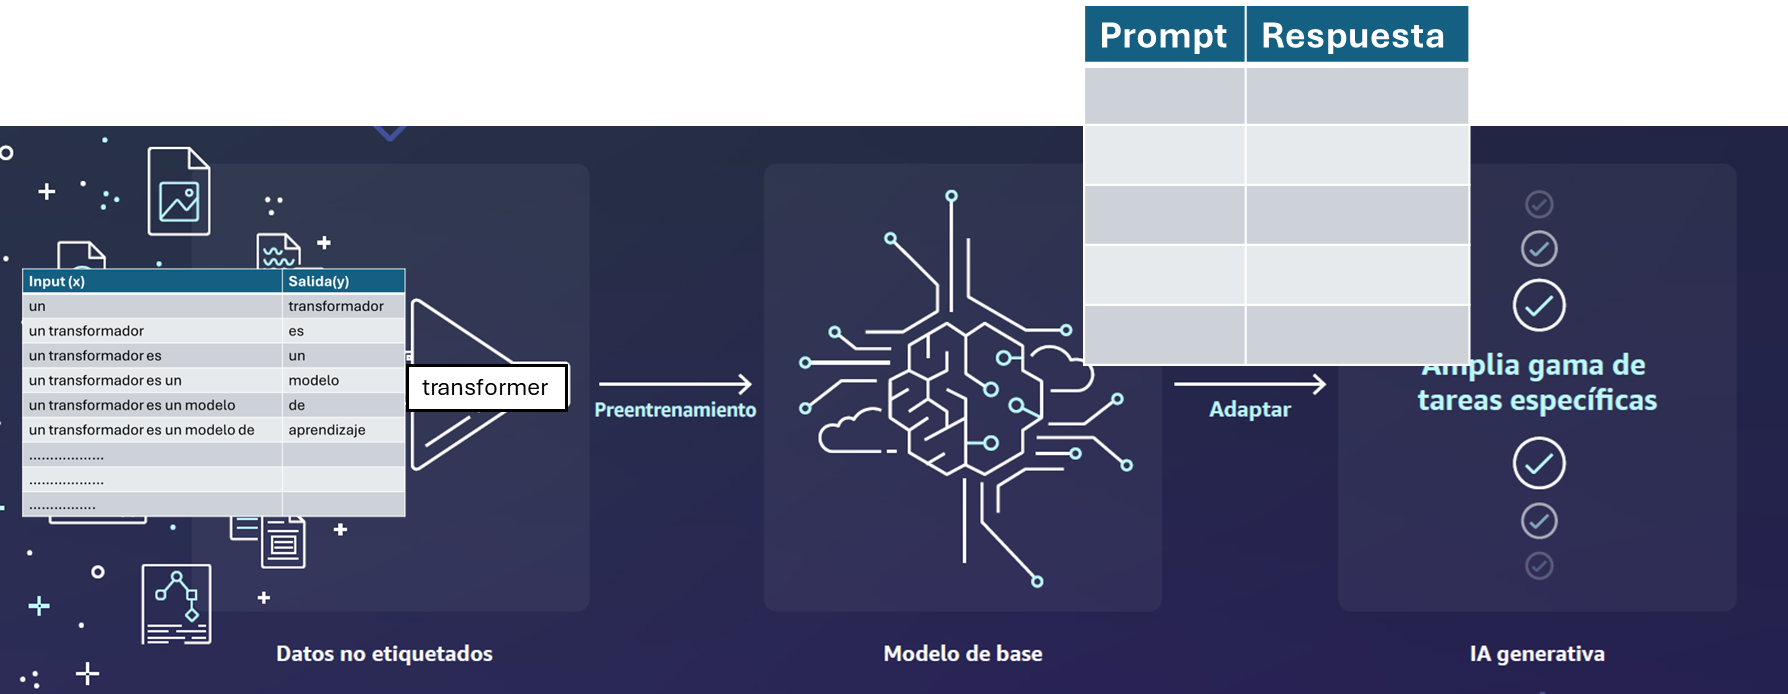 Prompt Respuesta
Input (x) Salida(y)
un transformador
un transformador es
un transformador es un
un transformador es un modelo
un transformador es un modelo de
un transformador es un modelo de aprendizaje
..................
..................
................
transformer
Preentrenamiento
Adaptar
Amplia gama de
tareas específicas
Datos no etiquetados
Modelo de base
IA generativa